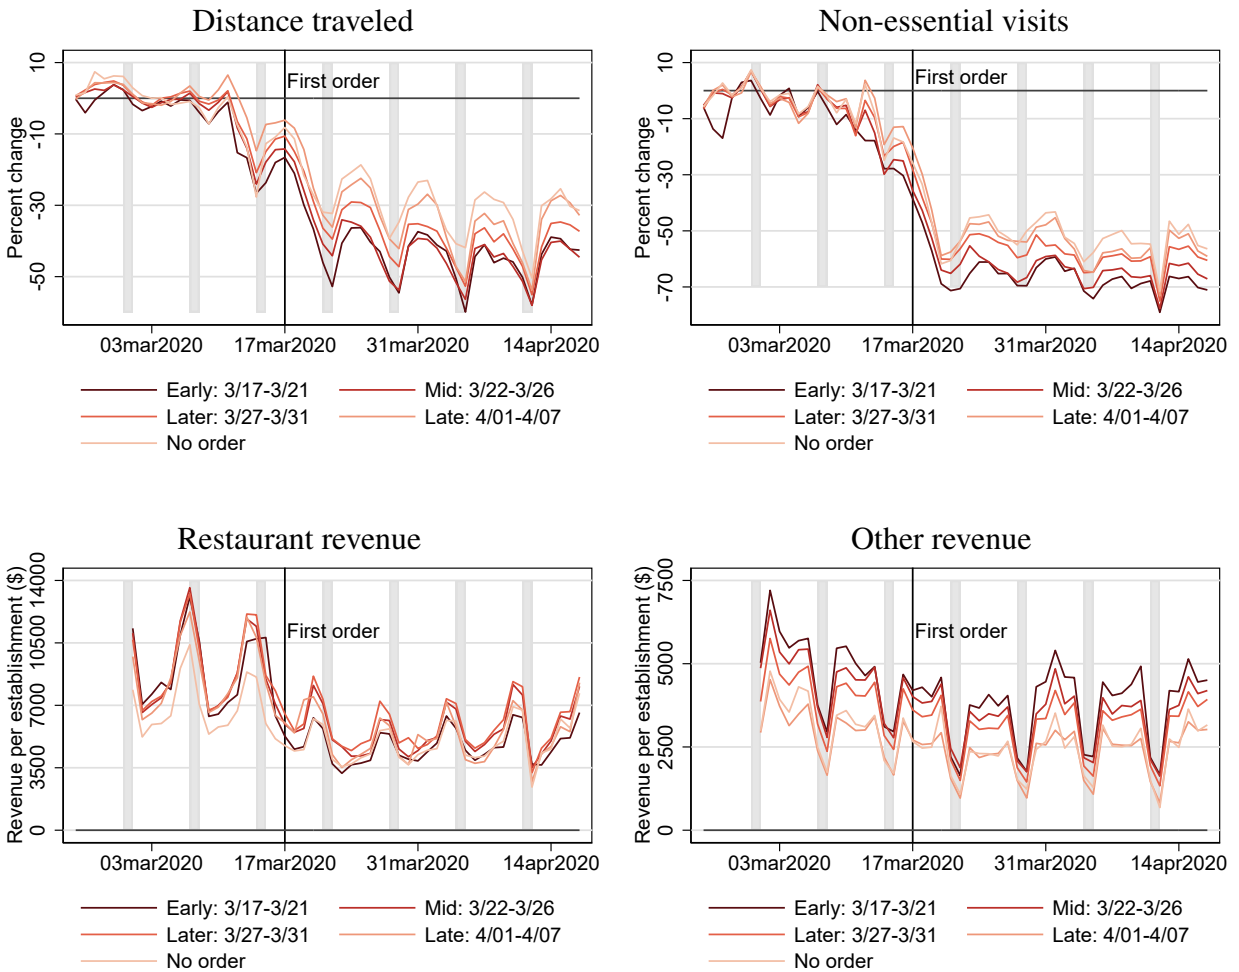 Distance traveled
Percent change
10
-10
-30
-50
First order
03mar2020 17mar2020 31mar2020 14apr2020
Early: 3/17-3/21 Mid: 3/22-3/26
Later: 3/27-3/31 Late: 4/01-4/07
No order
Non-essential visits
Percent change
10
-10
-30
-50
-70
First order
03mar2020 17mar2020 31mar2020 14apr2020
Early: 3/17-3/21 Mid: 3/22-3/26
Later: 3/27-3/31 Late: 4/01-4/07
No order
Restaurant revenue
Revenue per establishment ($)
14000
10500
7000
3500
0
First order
03mar2020 17mar2020 31mar2020 14apr2020
Early: 3/17-3/21 Mid: 3/22-3/26
Later: 3/27-3/31 Late: 4/01-4/07
No order
Other revenue
Revenue per establishment ($)
7500
5000
2500
0
First order
03mar2020 17mar2020 31mar2020 14apr2020
Early: 3/17-3/21 Mid: 3/22-3/26
Later: 3/27-3/31 Late: 4/01-4/07
No order